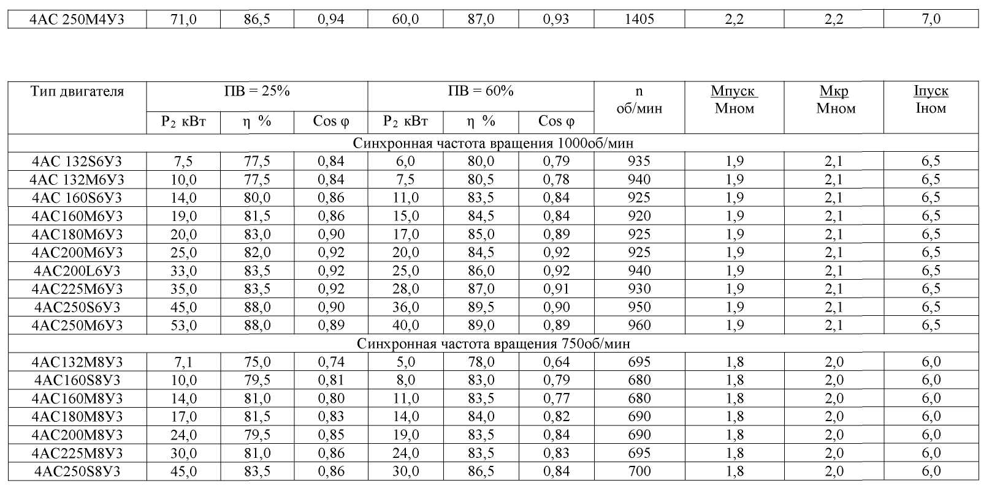 4АС 250М4У3 71,0 86,5 0,94 60,0 87,0 0,93 1405 2,2 2,2 7,0
Тип двигателя ПВ = 25% ПВ = 60% n об/мин Мпуск Мном Мкр Мном Iпуск Iном
P2 кВт η % Cos φ P2 кВт η % Cos φ
Синхронная частота вращения 1000об/мин
4АС 132S6У3 7,5 77,5 0,84 6,0 80,0 0,79 935 1,9 2,1 6,5
4АС 132М6У3 10,0 77,5 0,84 7,5 80,5 0,78 940 1,9 2,1 6,5
4АС 160S6У3 14,0 80,0 0,86 11,0 83,5 0,84 925 1,9 2,1 6,5
4АС160М6У3 19,0 81,5 0,86 15,0 84,5 0,84 920 1,9 2,1 6,5
4АС180М6У3 20,0 83,0 0,90 17,0 85,0 0,89 925 1,9 2,1 6,5
4АС200М6У3 25,0 82,0 0,92 20,0 84,5 0,92 925 1,9 2,1 6,5
4АС200L6У3 33,0 83,5 0,92 25,0 86,0 0,92 940 1,9 2,1 6,5
4АС225М6У3 35,0 83,5 0,92 28,0 87,0 0,91 930 1,9 2,1 6,5
4АС250S6У3 45,0 88,0 0,90 36,0 89,5 0,90 950 1,9 2,1 6,5
4АС250М6У3 53,0 88,0 0,89 40,0 89,0 0,89 960 1,9 2,1 6,5
Синхронная частота вращения 750об/мин
4АС132М8У3 7,1 75,0 0,74 5,0 78,0 0,64 695 1,8 2,0 6,0
4АС160S8У3 10,0 79,5 0,81 8,0 83,0 0,79 680 1,8 2,0 6,0
4АС160М8У3 14,0 81,0 0,80 11,0 83,5 0,77 680 1,8 2,0 6,0
4АС180М8У3 17,0 81,5 0,83 14,0 84,0 0,82 690 1,8 2,0 6,0
4АС200М8У3 24,0 79,5 0,85 19,0 83,5 0,84 690 1,8 2,0 6,0
4АС225М8У3 30,0 81,0 0,86 24,0 83,5 0,83 695 1,8 2,0 6,0
4АС250S8У3 45,0 83,5 0,86 30,0 86,5 0,84 700 1,8 2,0 6,0